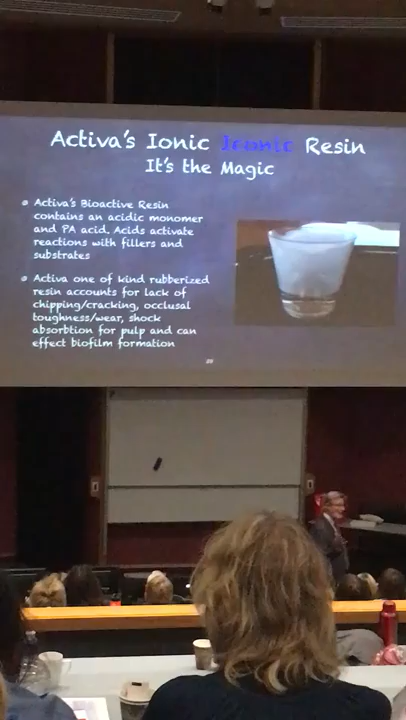 Activa's Ionic Iconic Resin
It's the Magic
Activa's Bioactive Resin
contains an acidic monomer
and PA acid. Acids activate
reactions with fillers and
substrates
Activa one of kind rubberized
resin accounts for lack of
chipping/cracking, occlusal
toughness/wear, shock
absorbtion for pulp and can
effect biofilm formation